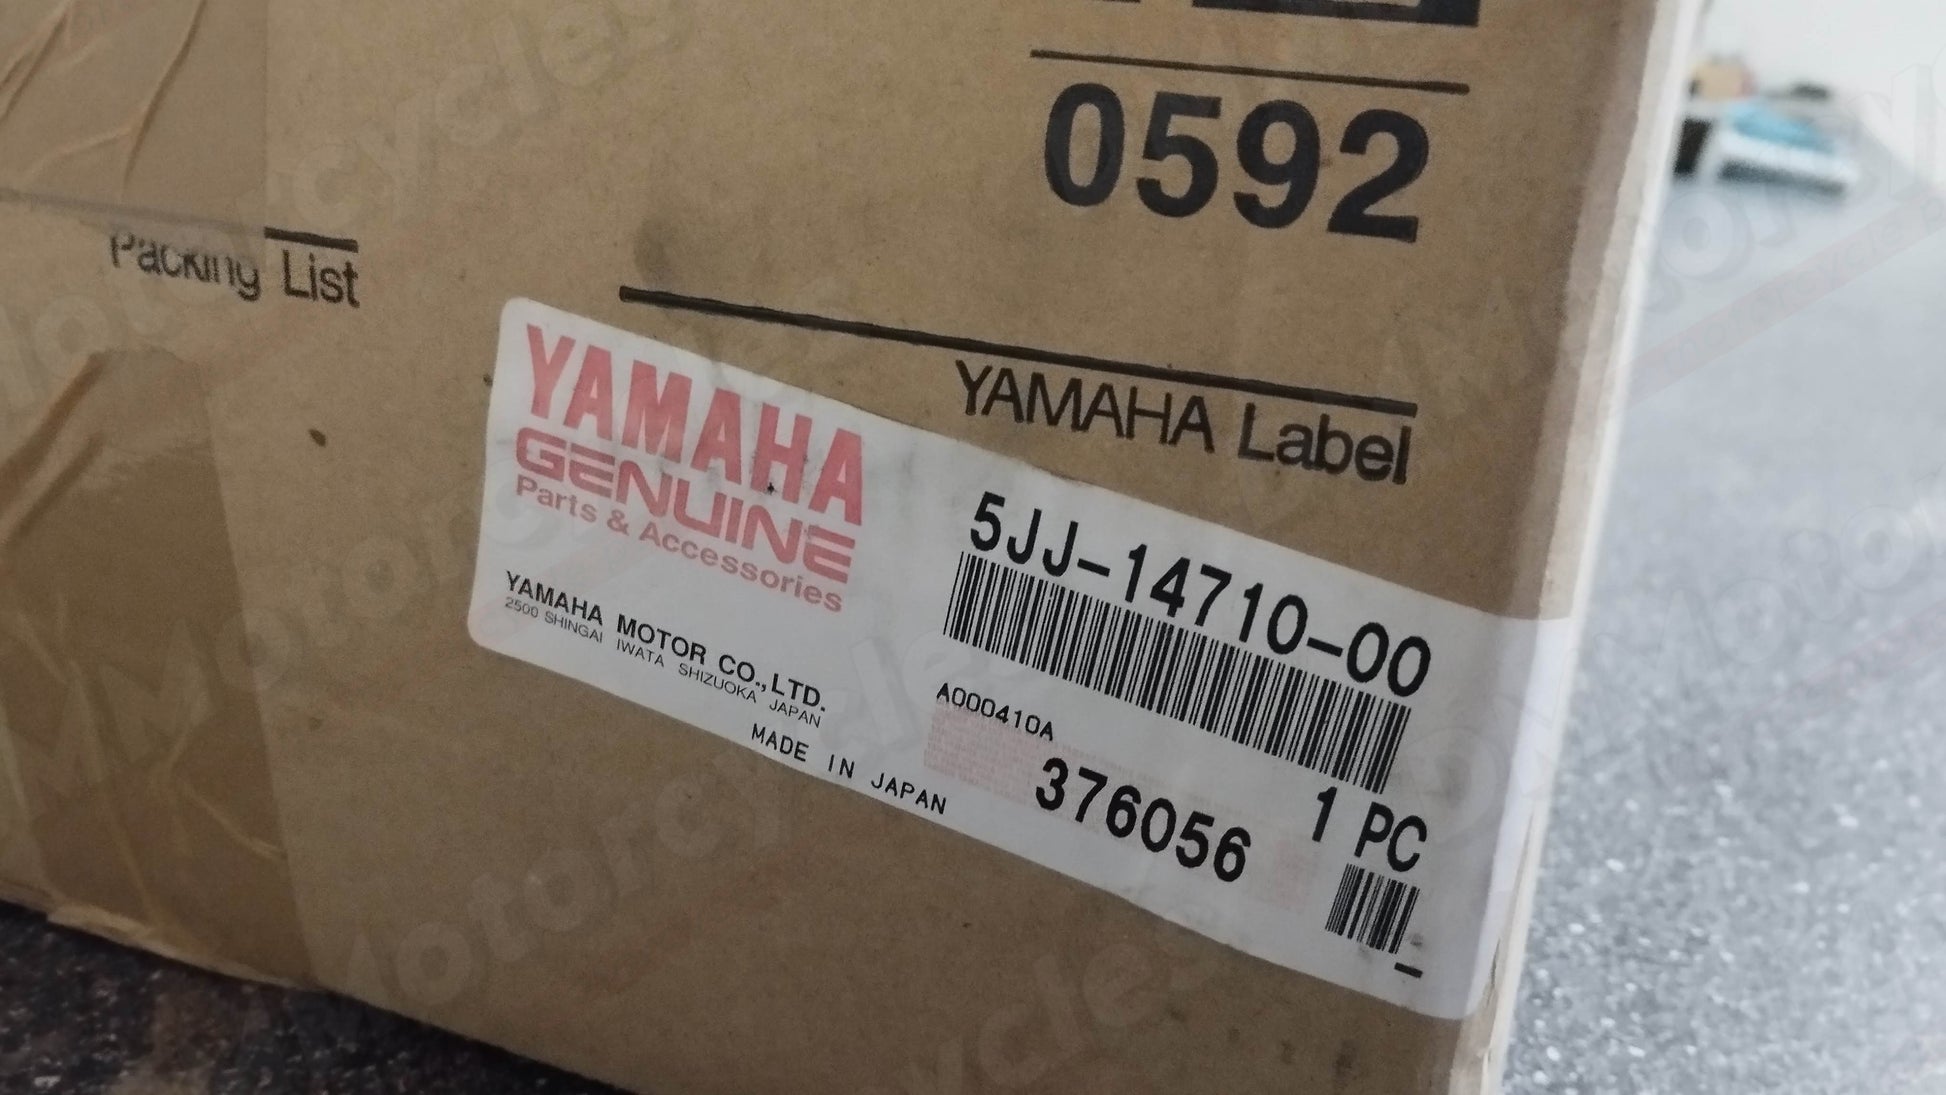 0592
Packing List
YAMAHA Label
YAMAHA
GENUINE
Parts & Accessories
YAMAHA MOTOR CO.,LTD.
2500 SHINGAI IWATA SHIZUOKA JAPAN
MADE IN JAPAN
5JJ-14710-00
A000410A
376056
1 PC